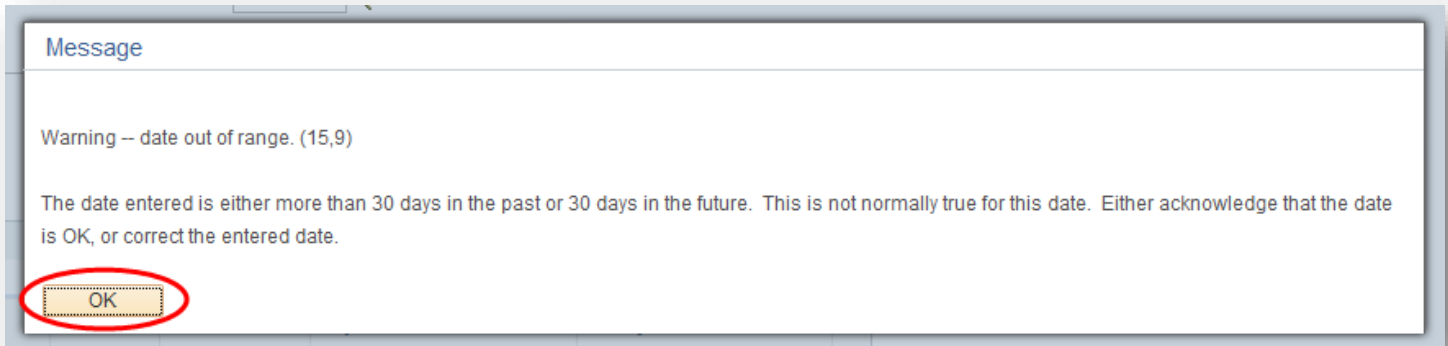 Message
Warning -- date out of range. (15,9)
The date entered is either more than 30 days in the past or 30 days in the future.  This is not normally true for this date.  Either acknowledge that the date
is OK, or correct the entered date.
OK